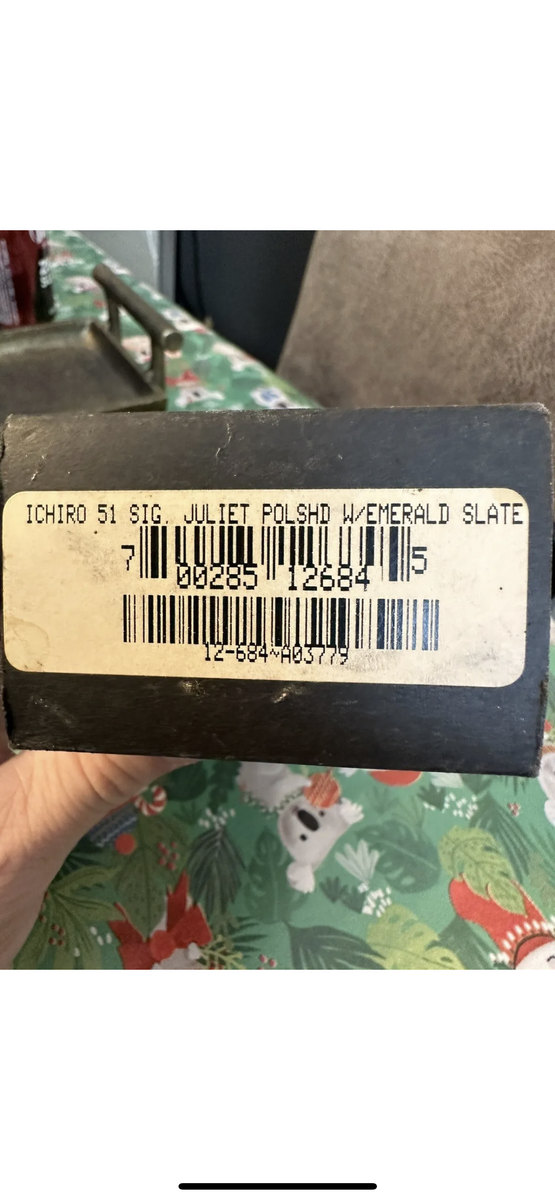 ICHIRO 51 SIG. JULIET POLSHD W/EMERALD SLATE
7 00285 12684 5
12-684~A03779